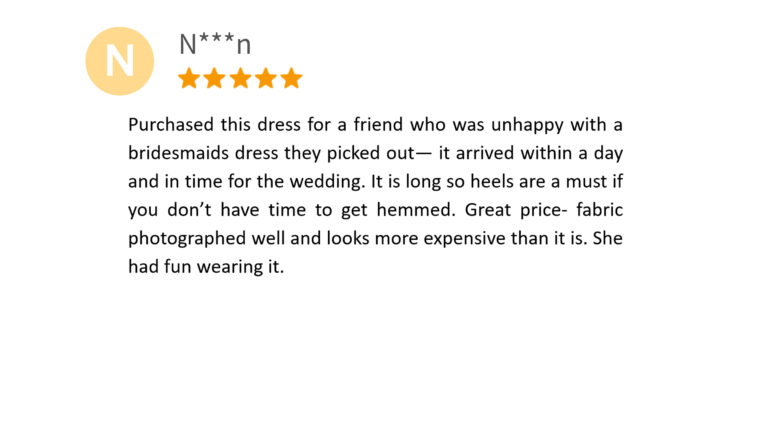 N
N***n
Purchased this dress for a friend who was unhappy with a
bridesmaids dress they picked out— it arrived within a day
and in time for the wedding. It is long so heels are a must if
you don’t have time to get hemmed. Great price- fabric
photographed well and looks more expensive than it is. She
had fun wearing it.